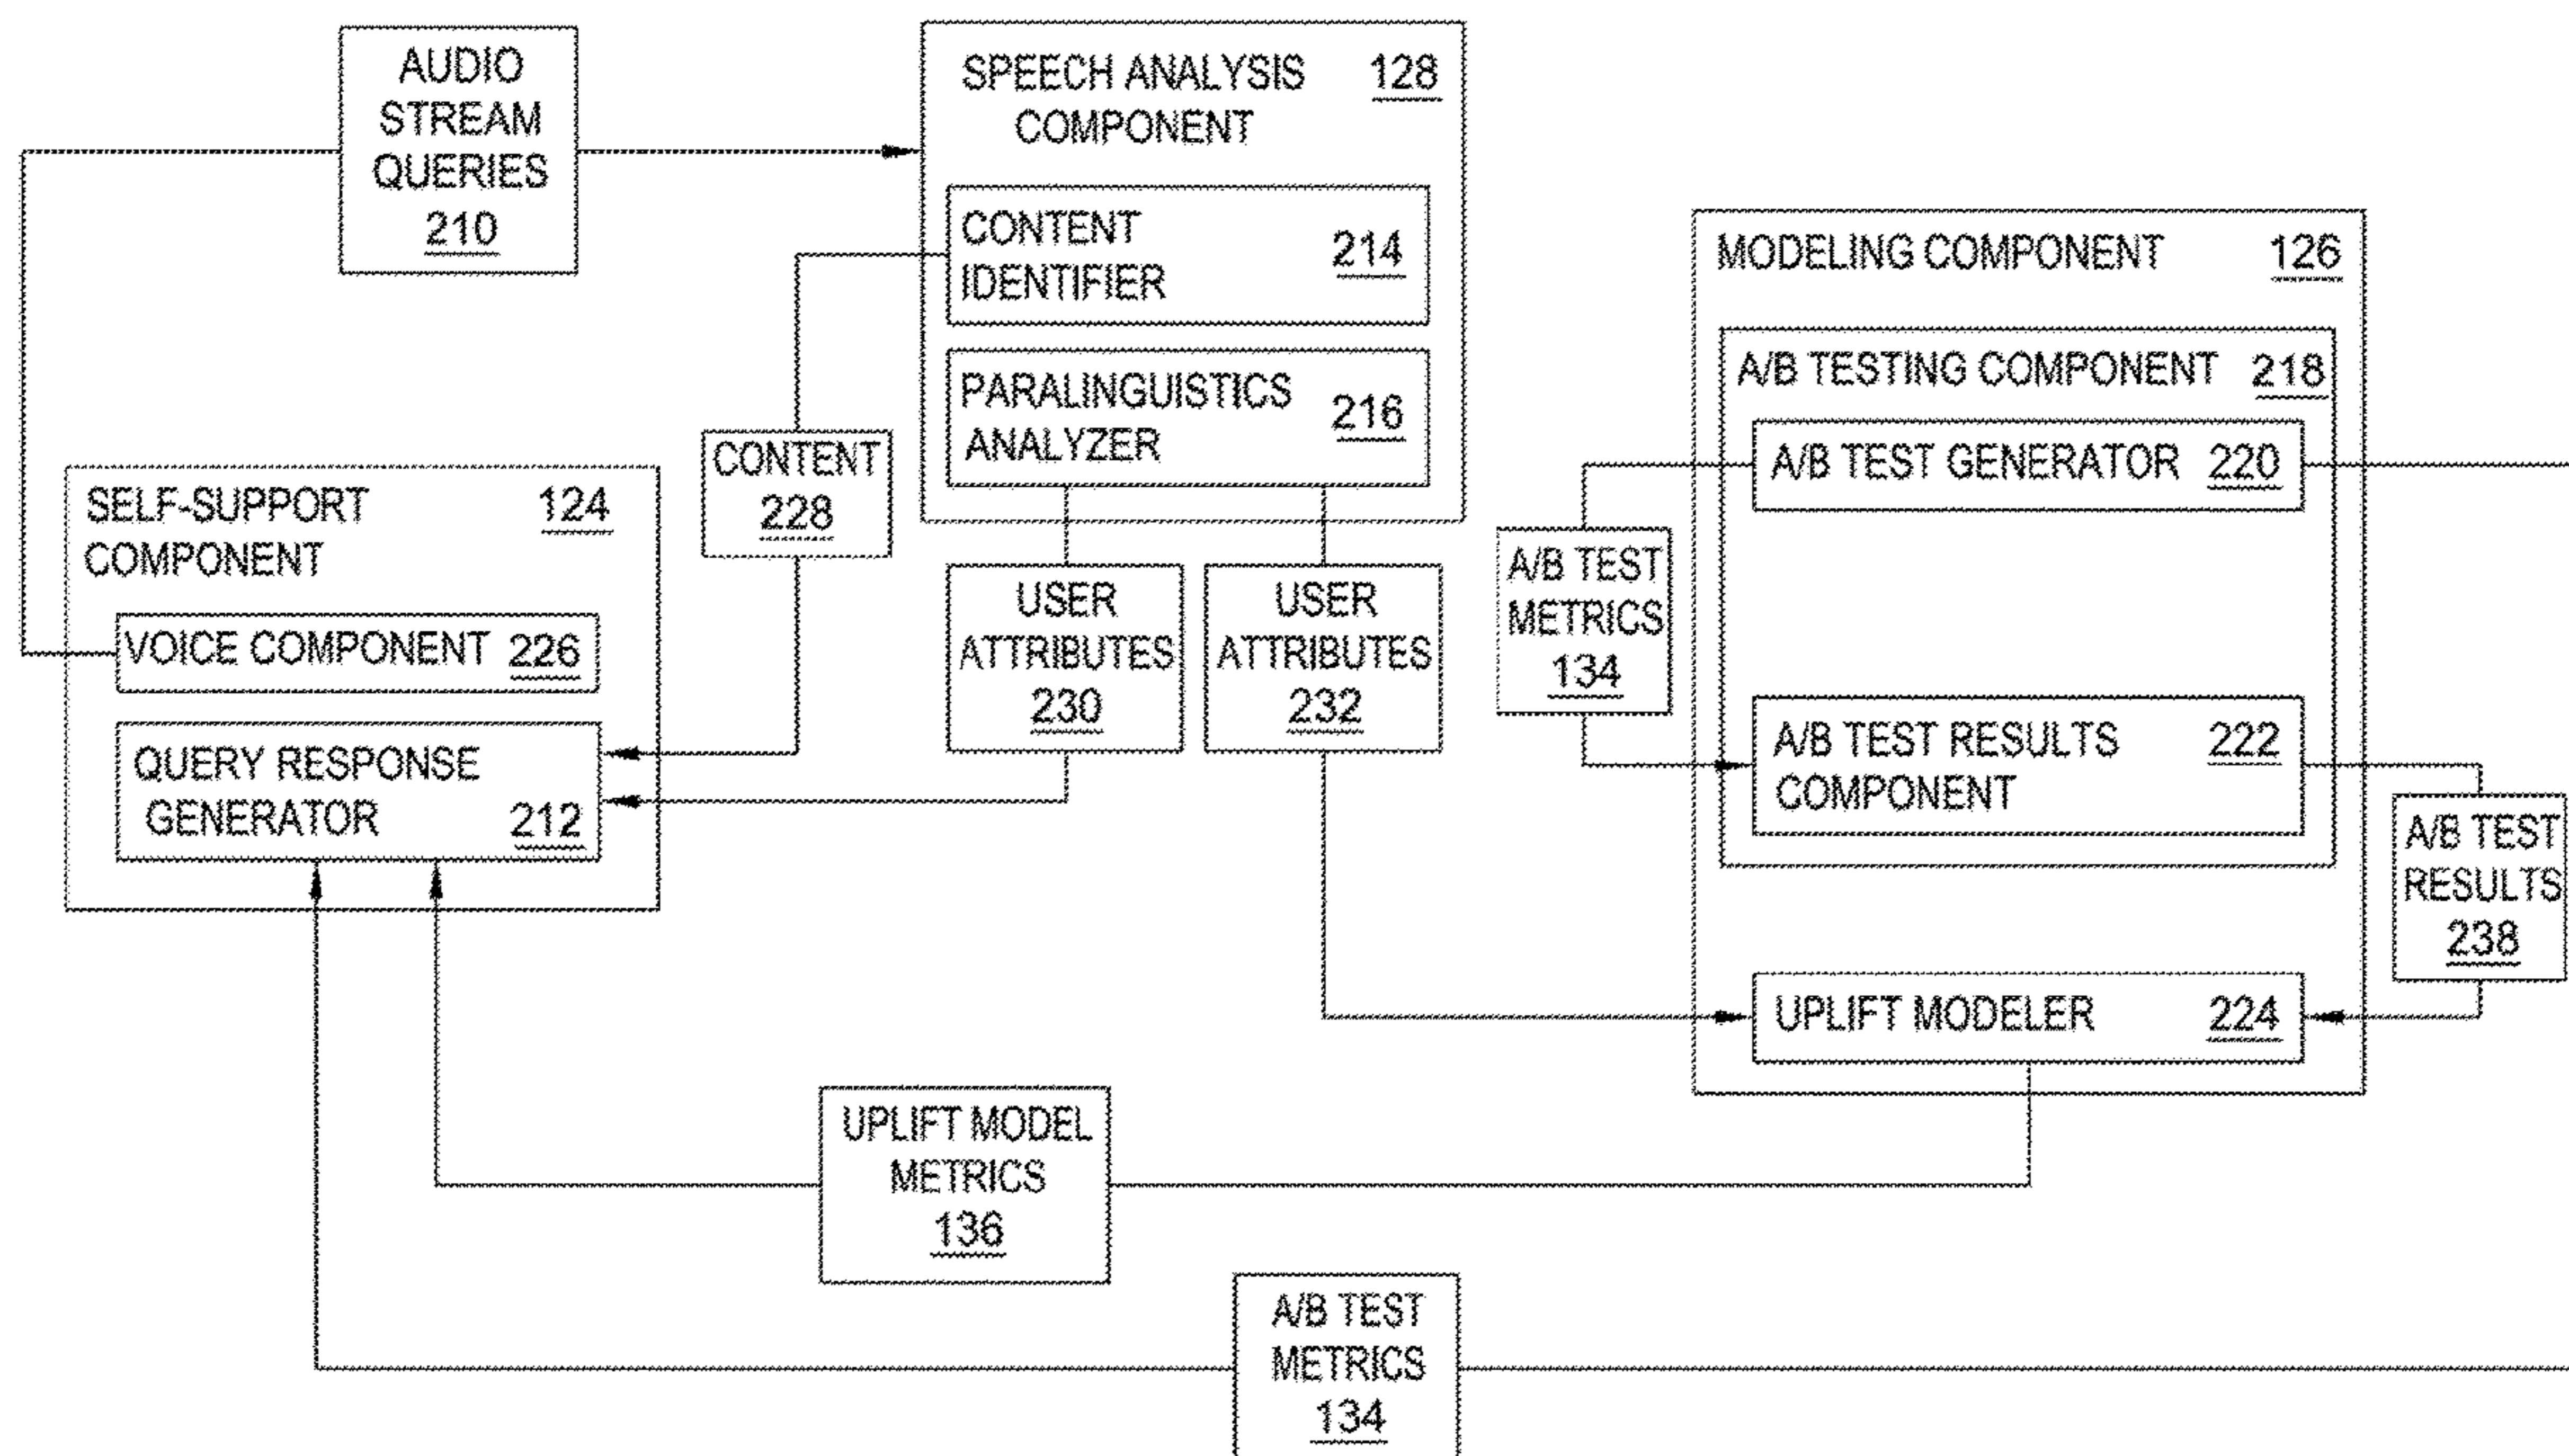 AUDIO
STREAM
QUERIES
210
SPEECH ANALYSIS 128
COMPONENT
CONTENT
IDENTIFIER
214
PARALINGUISTICS
ANALYZER
216
MODELING COMPONENT 126
A/B TESTING COMPONENT 218
A/B TEST GENERATOR 220
A/B TEST
METRICS
134
A/B TEST RESULTS 222
COMPONENT
A/B TEST
RESULTS
238
UPLIFT MODELER 224
CONTENT
228
SELF-SUPPORT 124
COMPONENT
VOICE COMPONENT 226
QUERY RESPONSE
GENERATOR 212
USER
ATTRIBUTES
230
USER
ATTRIBUTES
232
UPLIFT MODEL
METRICS
136
A/B TEST
METRICS
134